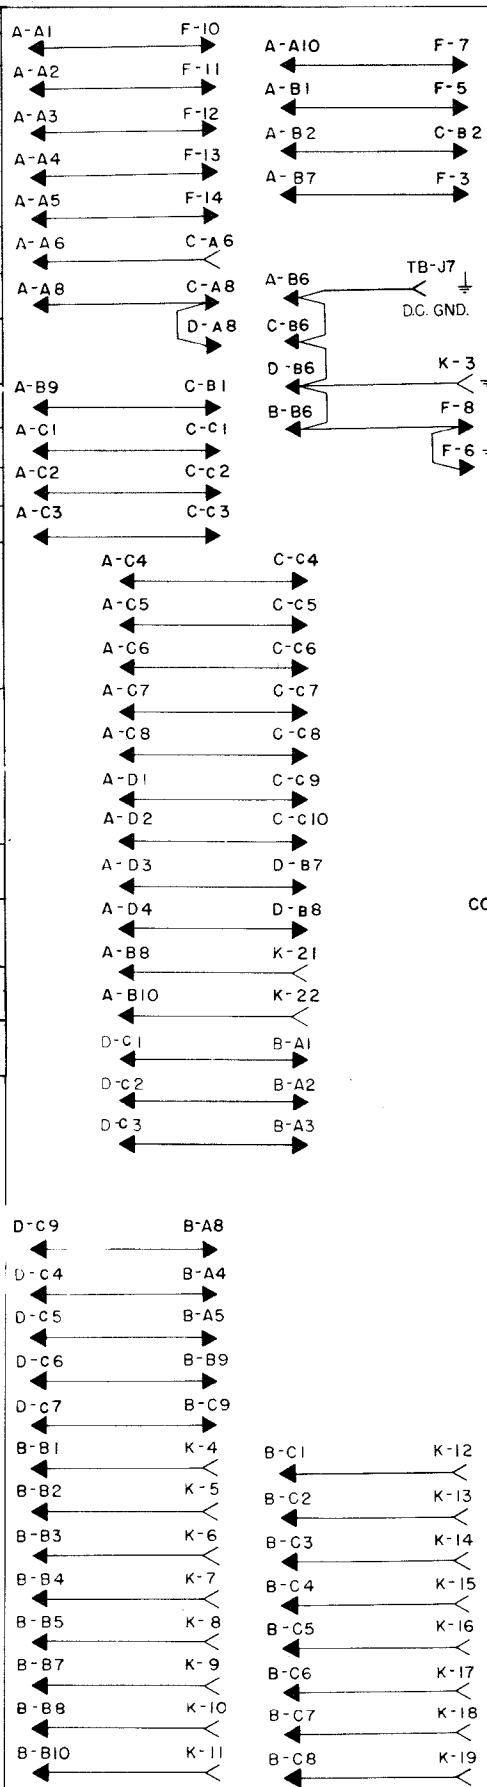 A-A1 F-10
A-A2 F-11
A-A3 F-12
A-A4 F-13
A-A5 F-14
A-A6 C-A6
A-A8 C-A8
D-A8
A-B9 C-B1
A-C1 C-C1
A-C2 C-C2
A-C3 C-C3
A-A10 F-7
A-B1 F-5
A-B2 C-B2
A-B7 F-3
A-B6 TB-J7
D.C. GND.
C-B6
D-B6 K-3
B-B6 F-8
F-6
A-C4 C-C4
A-C5 C-C5
A-C6 C-C6
A-C7 C-C7
A-C8 C-C8
A-D1 C-C9
A-D2 C-C10
A-D3 D-B7
A-D4 D-B8
A-B8 K-21
A-B10 K-22
D-C1 B-A1
D-C2 B-A2
D-C3 B-A3
CO
D-C9 B-A8
D-C4 B-A4
D-C5 B-A5
D-C6 B-B9
D-C7 B-C9
B-B1 K-4
B-B2 K-5
B-B3 K-6
B-B4 K-7
B-B5 K-8
B-B7 K-9
B-B8 K-10
B-B10 K-11
B-C1 K-12
B-C2 K-13
B-C3 K-14
B-C4 K-15
B-C5 K-16
B-C6 K-17
B-C7 K-18
B-C8 K-19